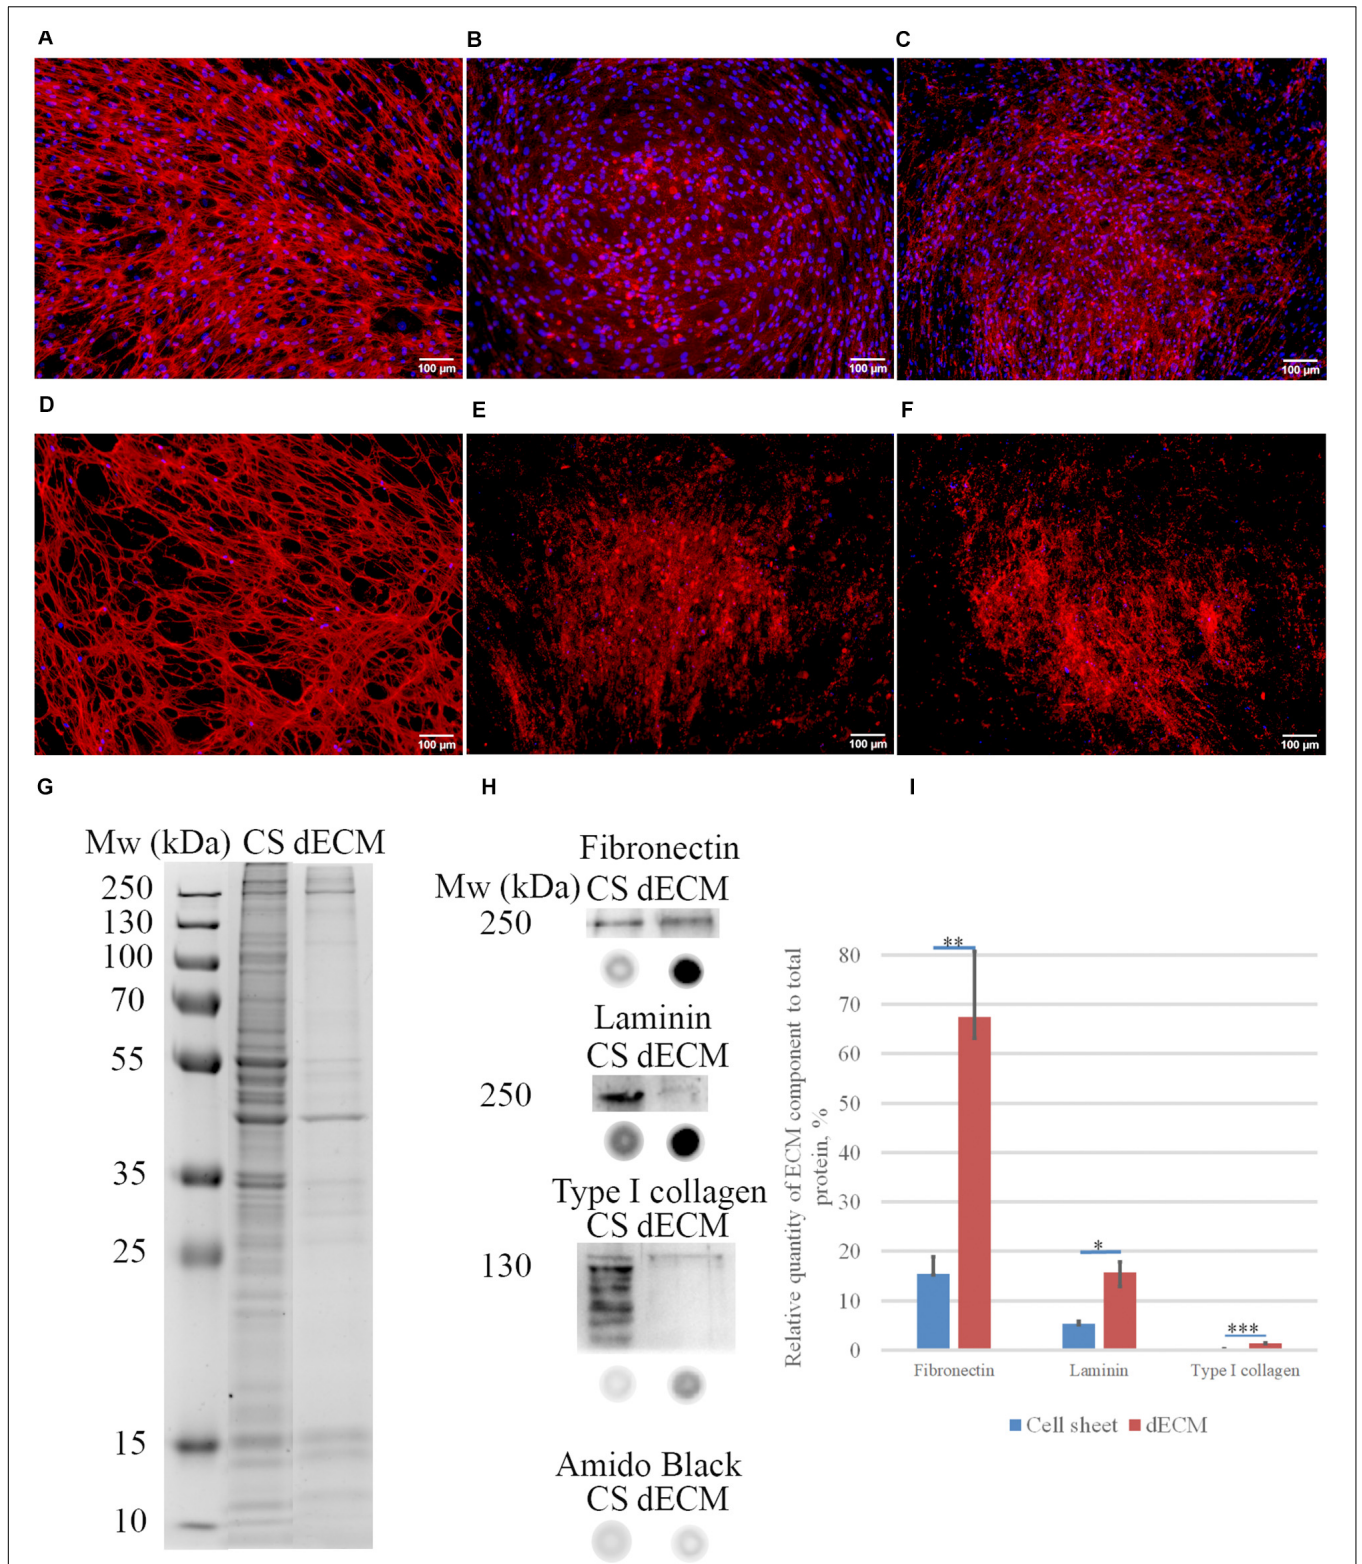 A
B
C
100 µm
100 µm
100 µm
D
E
F
100 µm
100 µm
100 µm
G
H
I
Mw (kDa) CS dECM
250
130
100
70
55
35
25
15
10
Fibronectin
Mw (kDa) CS dECM
250
Laminin
CS dECM
250
Type I collagen
CS dECM
130
Amido Black
CS dECM
Relative quantity of ECM component to total
protein, %
80
70
60
50
40
30
20
10
0
**
*
***
Fibronectin Laminin Type I collagen
Cell sheet dECM